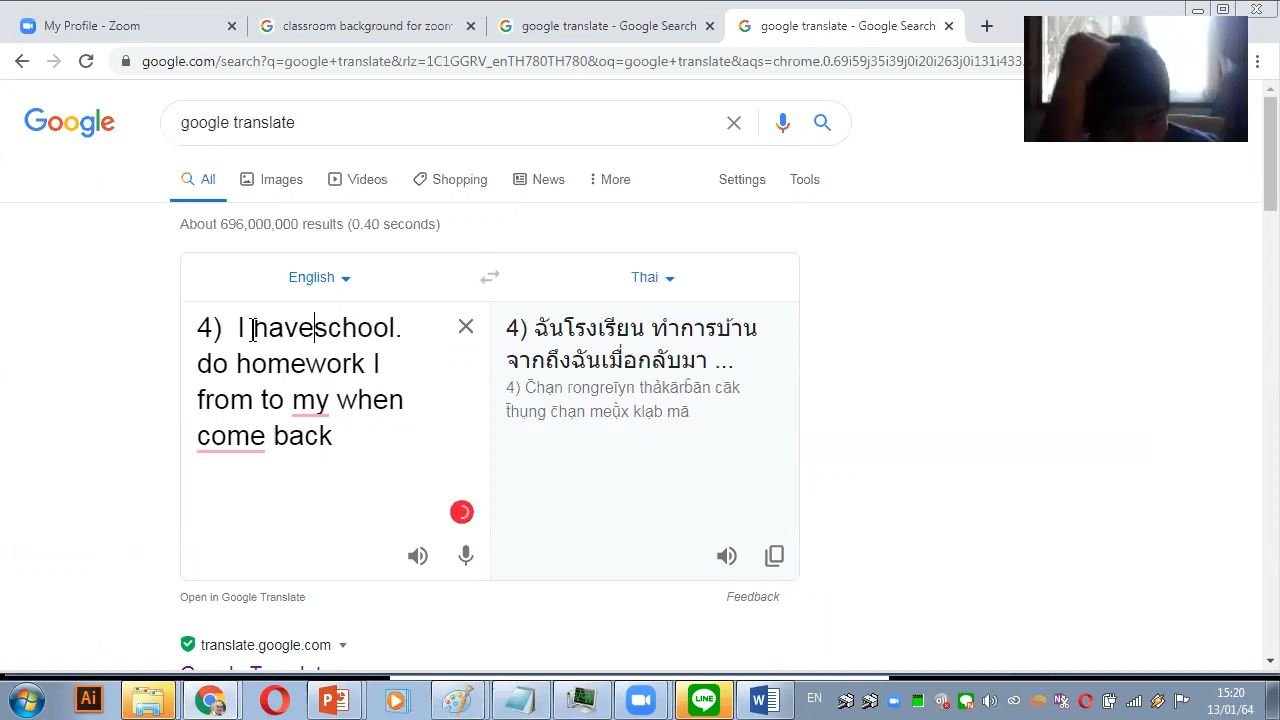 My Profile - Zoom
classroom background for zoom
google translate - Google Search
google translate - Google Search
google.com/search?q=google+translate&rlz=1C1GGRV_enTH780TH780&oq=google+translate&aqs=chrome.0.69i59j35i39j0i20i263j0i131i433
Google
google translate
All
Images
Videos
Shopping
News
More
Settings
Tools
About 696,000,000 results (0.40 seconds)
English
Thai
4) I haveschool.
do homework I
from to my when
come back
4) ฉันโรงเรียน ทำการบ้าน
จากถึงฉันเมื่อกลับมา ...
4) C̄hạn rongreīyn thảkārb̂ān cāk
t̄hụng c̄hạn meụ̄̀x klạb mā
Open in Google Translate
Feedback
translate.google.com
Ai
EN
15:20
13/01/64